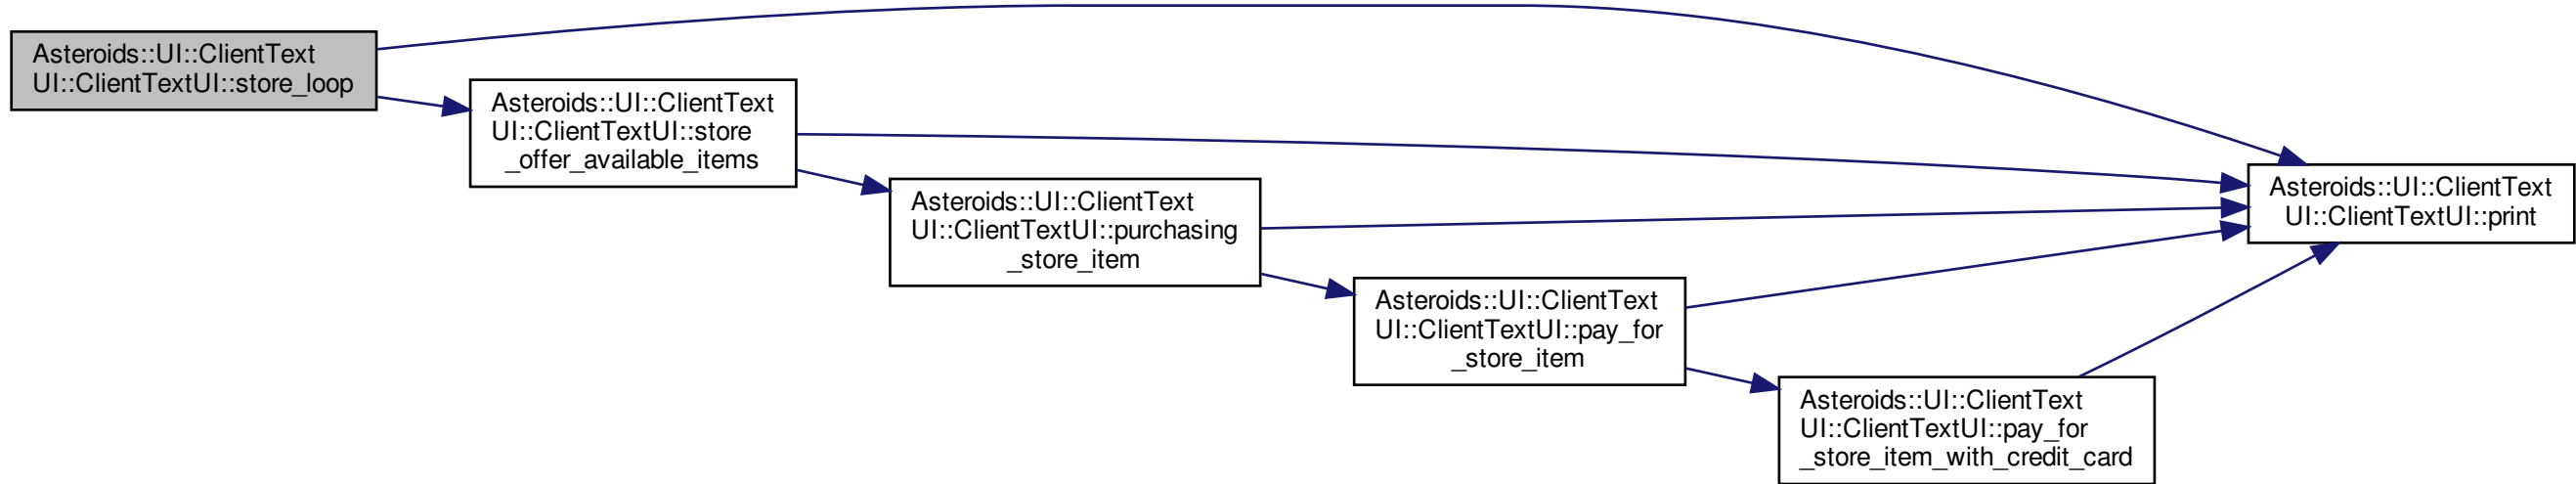 Asteroids::UI::ClientText
UI::ClientTextUI::store_loop
Asteroids::UI::ClientText
UI::ClientTextUI::store
_offer_available_items
Asteroids::UI::ClientText
UI::ClientTextUI::purchasing
_store_item
Asteroids::UI::ClientText
UI::ClientTextUI::pay_for
_store_item
Asteroids::UI::ClientText
UI::ClientTextUI::pay_for
_store_item_with_credit_card
Asteroids::UI::ClientText
UI::ClientTextUI::print